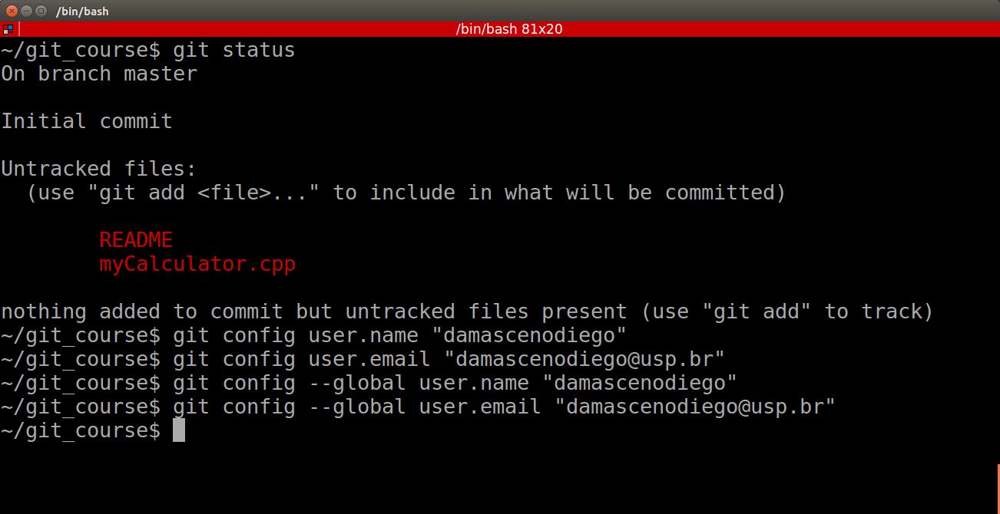 /bin/bash
/bin/bash 81x20
~/git_course$ git status
On branch master
Initial commit
Untracked files:
  (use "git add <file>..." to include in what will be committed)
        README
        myCalculator.cpp
nothing added to commit but untracked files present (use "git add" to track)
~/git_course$ git config user.name "damascenodiego"
~/git_course$ git config user.email "damascenodiego@usp.br"
~/git_course$ git config --global user.name "damascenodiego"
~/git_course$ git config --global user.email "damascenodiego@usp.br"
~/git_course$